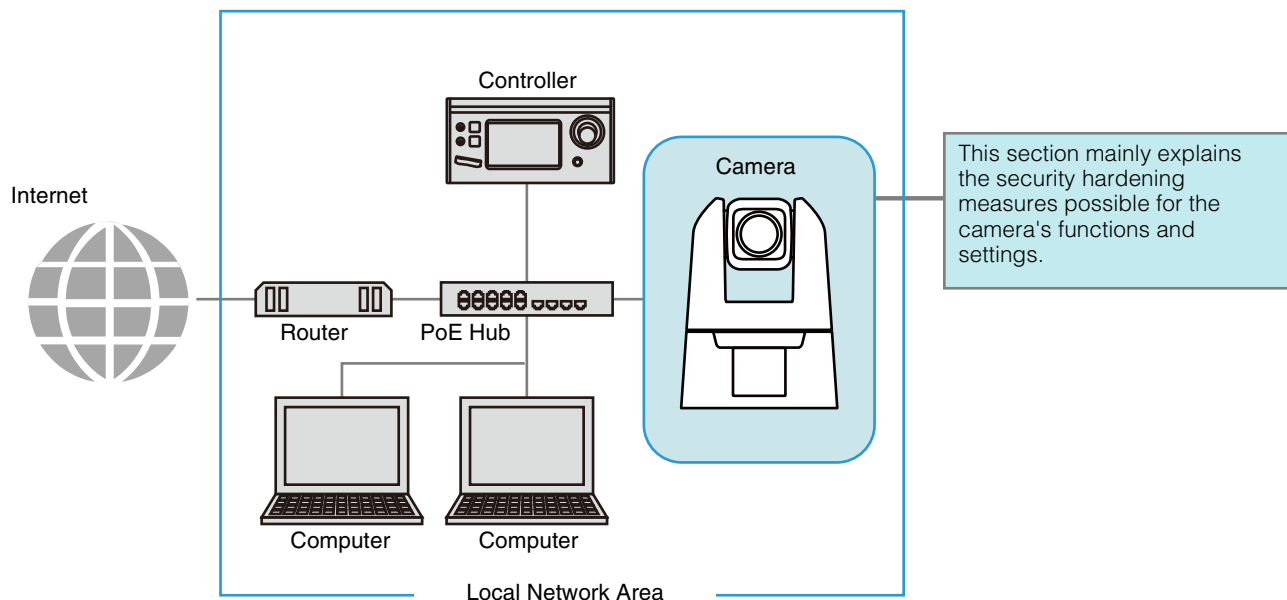 Controller
Camera
This section mainly explains
the security hardening
measures possible for the
camera's functions and
settings.
Internet
Router
PoE Hub
Computer
Computer
Local Network Area